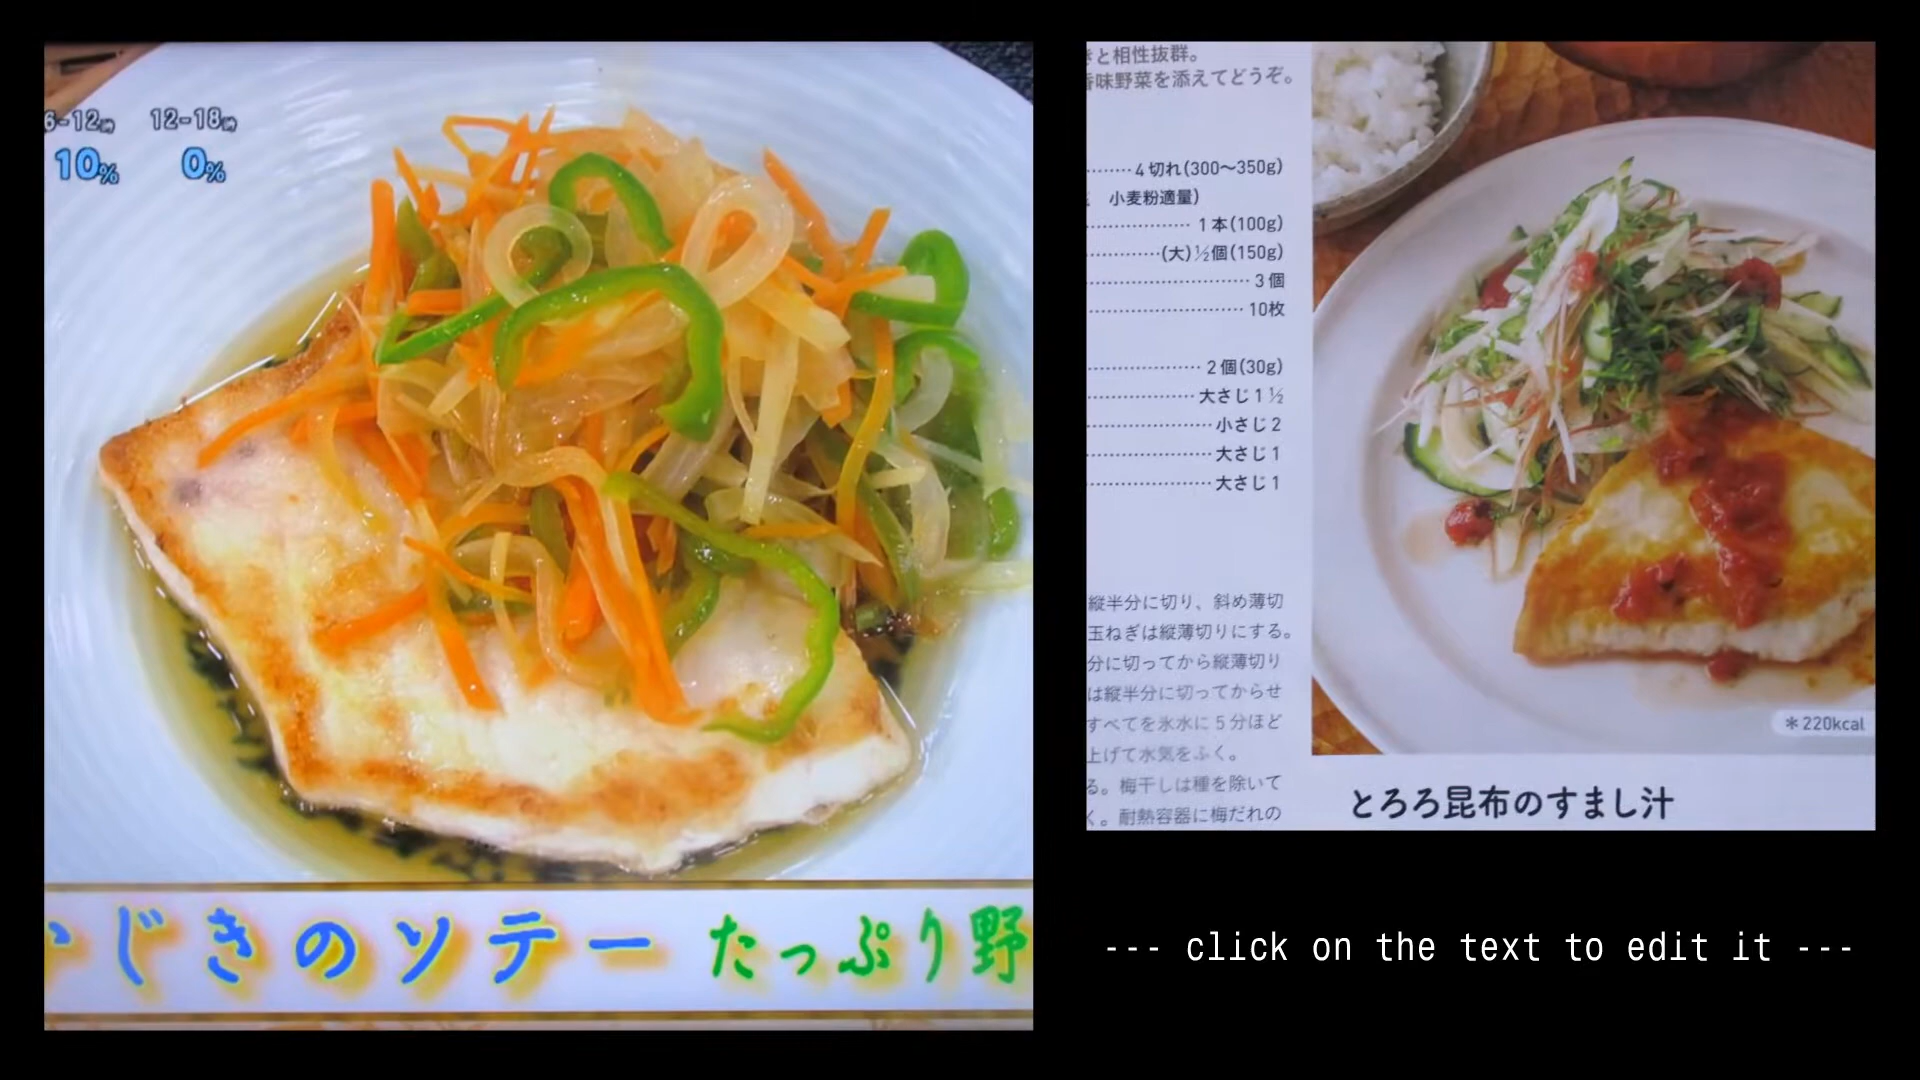 6-12時 12-18時
10% 0%
じきのソテー たっぷり野
と相性抜群。
香味野菜を添えてどうぞ。
4切れ(300〜350g)
小麦粉適量)
1本(100g)
(大)½個(150g)
3個
10枚
2個(30g)
大さじ1½
小さじ2
大さじ1
大さじ1
縦半分に切り、斜め薄切
玉ねぎは縦薄切りにする。
分に切ってから縦薄切り
は縦半分に切ってからせ
すべてを氷水に5分ほど
上げて水気をふく。
る。梅干しは種を除いて
く。耐熱容器に梅だれの
＊220kcal
とろろ昆布のすまし汁
--- click on the text to edit it ---